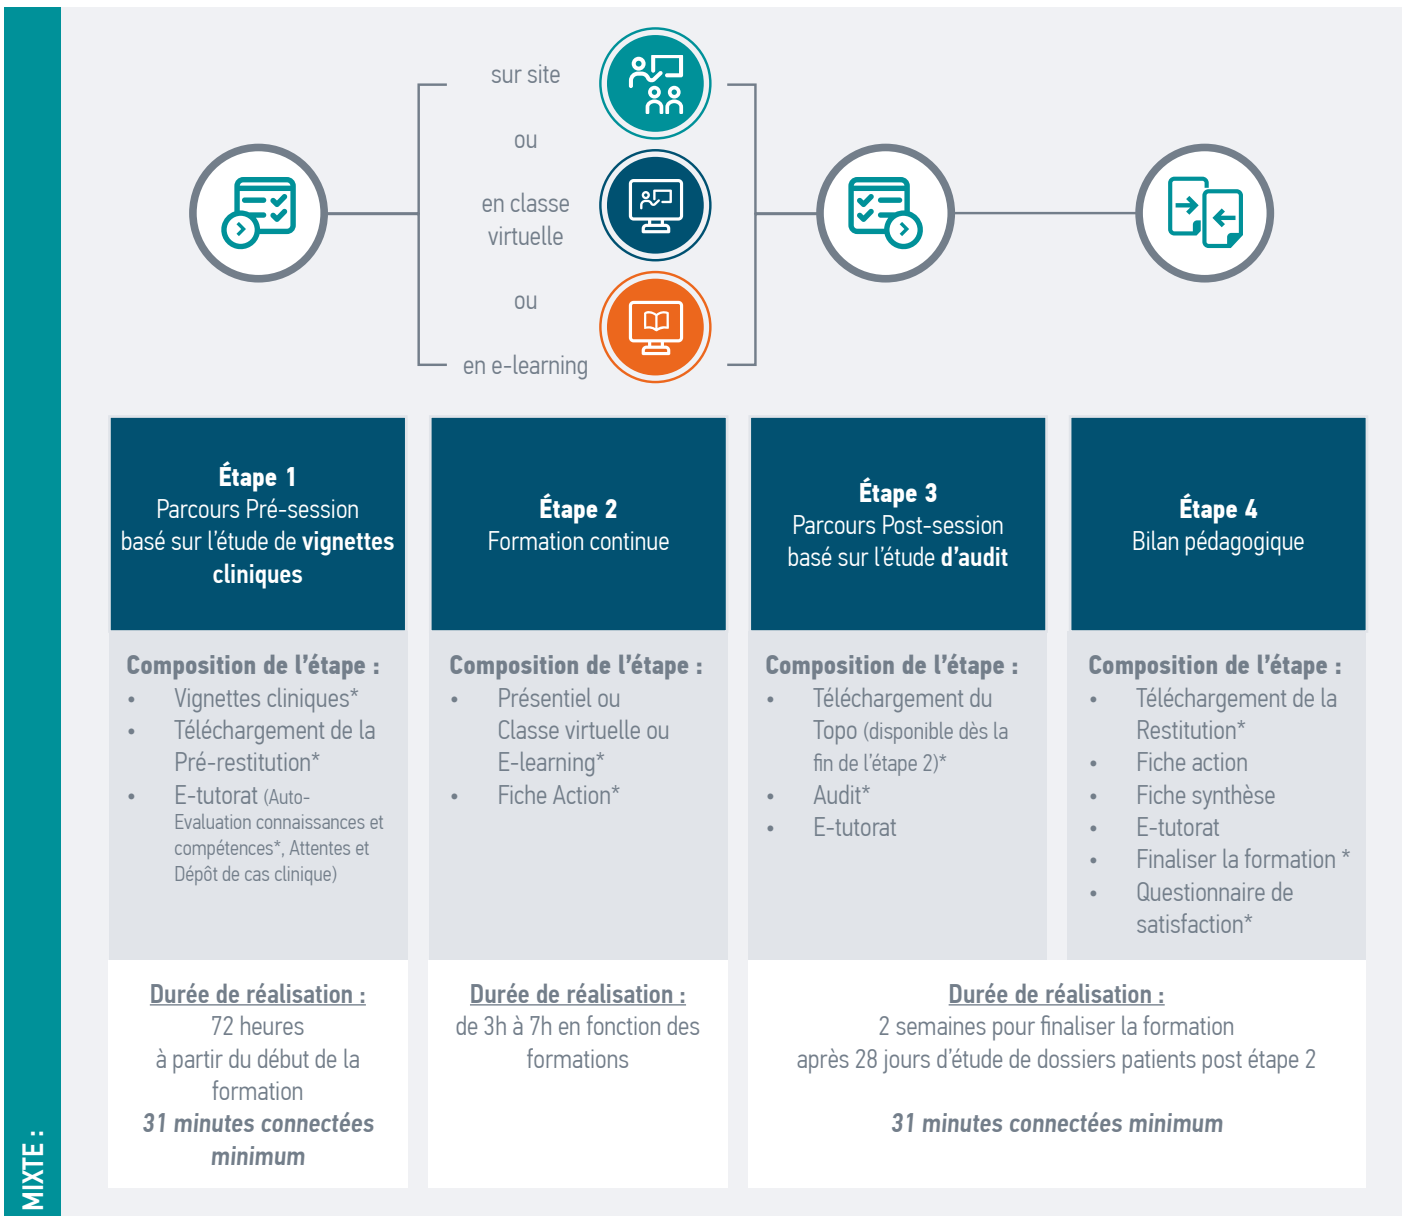 sur site
ou
en classe
virtuelle
ou
en e-learning
Étape 1
Parcours Pré-session
basé sur l'étude de vignettes
cliniques
Étape 2
Formation continue
Étape 3
Parcours Post-session
basé sur l'étude d'audit
Étape 4
Bilan pédagogique
Composition de l'étape :
• Vignettes cliniques*
• Téléchargement de la
Pré-restitution*
• E-tutorat (Auto-
Evaluation connaissances et
compétences*, Attentes et
Dépôt de cas clinique)
Composition de l'étape :
• Présentiel ou
Classe virtuelle ou
E-learning*
• Fiche Action*
Composition de l'étape :
• Téléchargement du
Topo (disponible dès la
fin de l'étape 2)*
• Audit*
• E-tutorat
Composition de l'étape :
• Téléchargement de la
Restitution*
• Fiche action
• Fiche synthèse
• E-tutorat
• Finaliser la formation *
• Questionnaire de
satisfaction*
Durée de réalisation :
72 heures
à partir du début de la
formation
31 minutes connectées
minimum
Durée de réalisation :
de 3h à 7h en fonction des
formations
Durée de réalisation :
2 semaines pour finaliser la formation
après 28 jours d'étude de dossiers patients post étape 2
31 minutes connectées minimum
MIXTE :